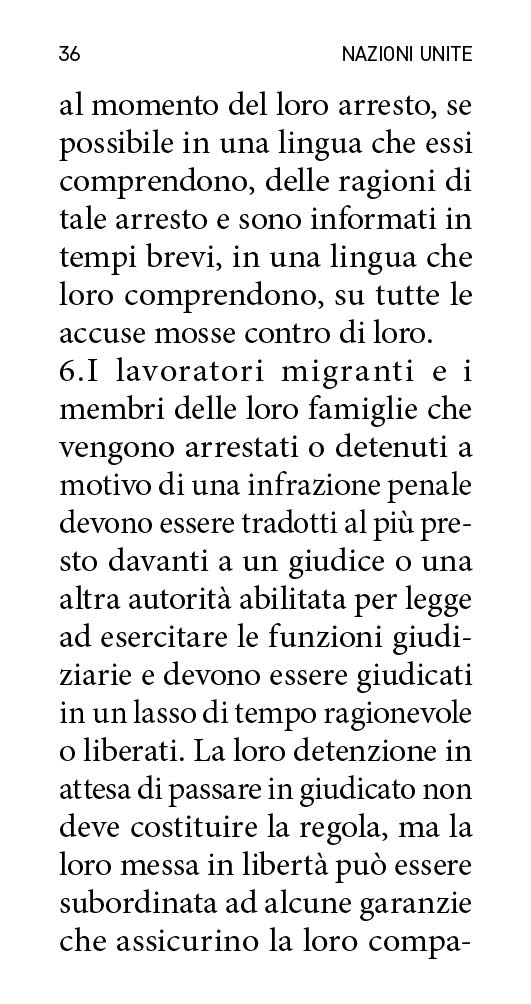 36 NAZIONI UNITE
al momento del loro arresto, se
possibile in una lingua che essi
comprendono, delle ragioni di
tale arresto e sono informati in
tempi brevi, in una lingua che
loro comprendono, su tutte le
accuse mosse contro di loro.
6.I lavoratori migranti e i
membri delle loro famiglie che
vengono arrestati o detenuti a
motivo di una infrazione penale
devono essere tradotti al più pre-
sto davanti a un giudice o una
altra autorità abilitata per legge
ad esercitare le funzioni giudi-
ziarie e devono essere giudicati
in un lasso di tempo ragionevole
o liberati. La loro detenzione in
attesa di passare in giudicato non
deve costituire la regola, ma la
loro messa in libertà può essere
subordinata ad alcune garanzie
che assicurino la loro compa-